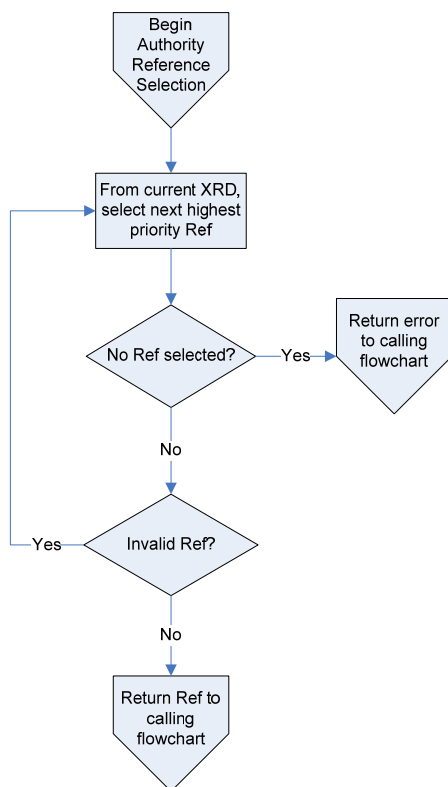 Begin
Authority
Reference
Selection
From current XRD,
select next highest
priority Ref
No Ref selected?
Yes
Return error
to calling
flowchart
No
Invalid Ref?
Yes
No
Return Ref to
calling
flowchart